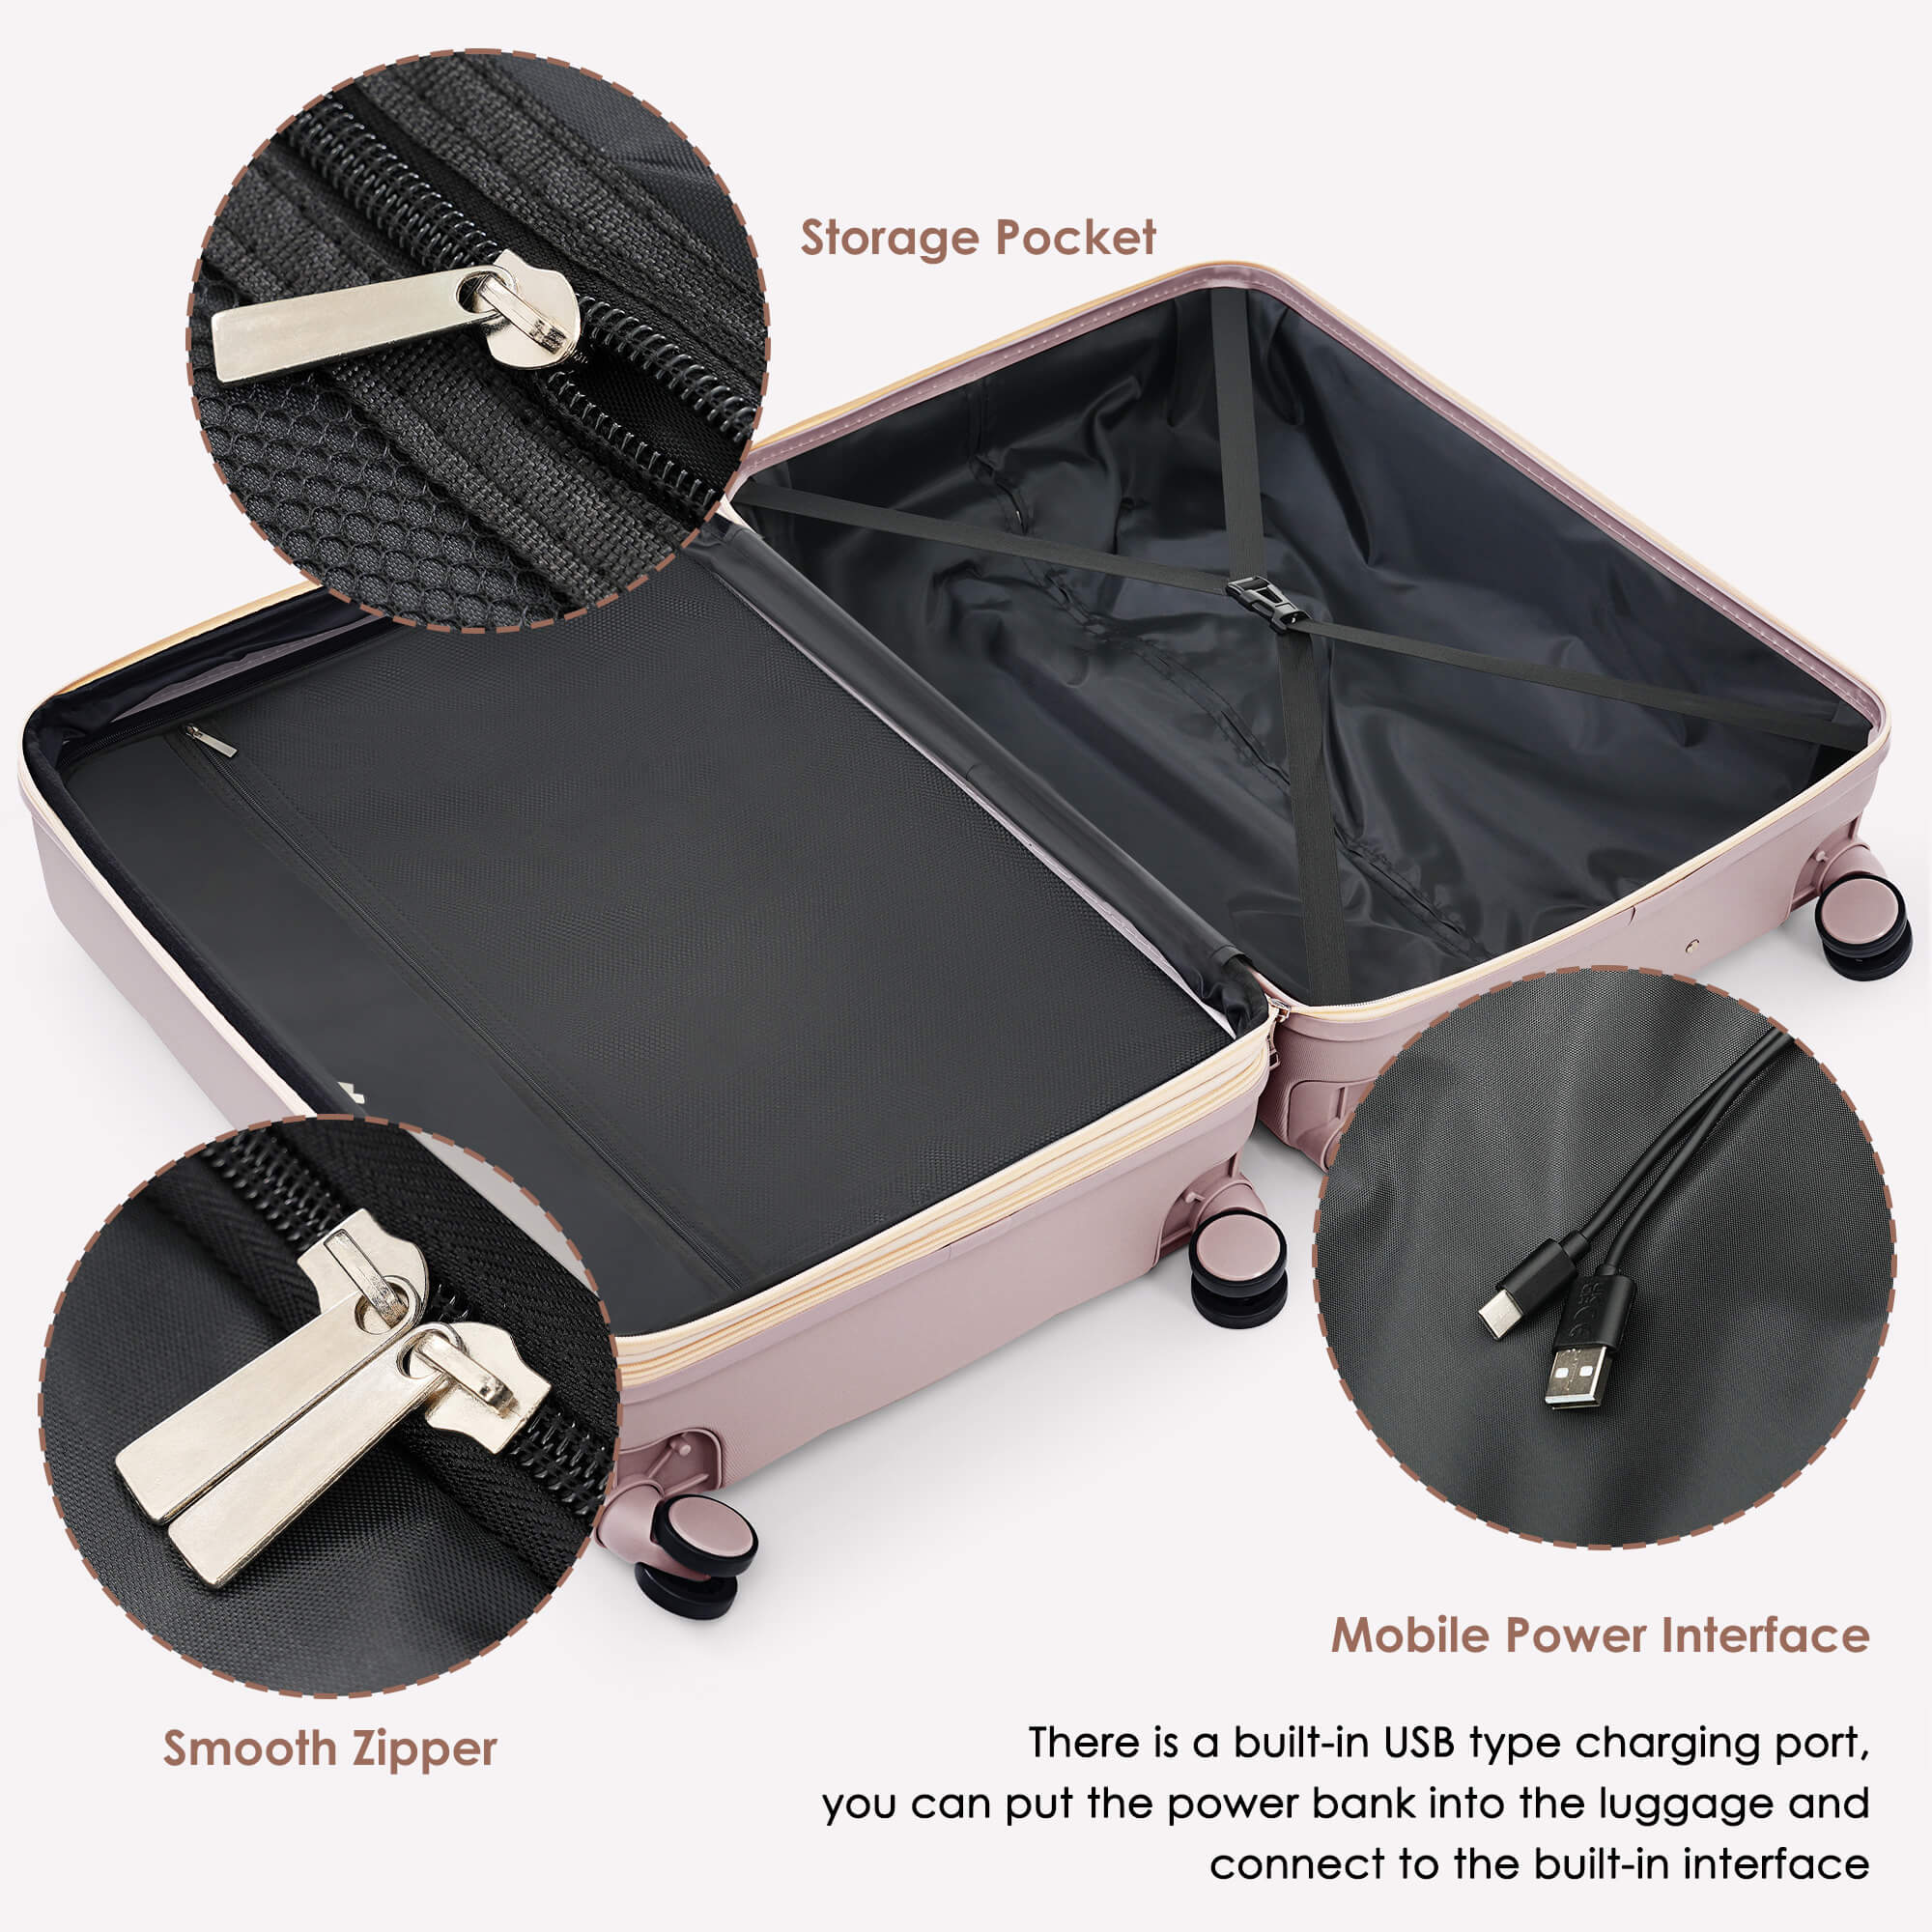 Storage Pocket
Smooth Zipper
Mobile Power Interface
There is a built-in USB type charging port,
you can put the power bank into the luggage and
connect to the built-in interface